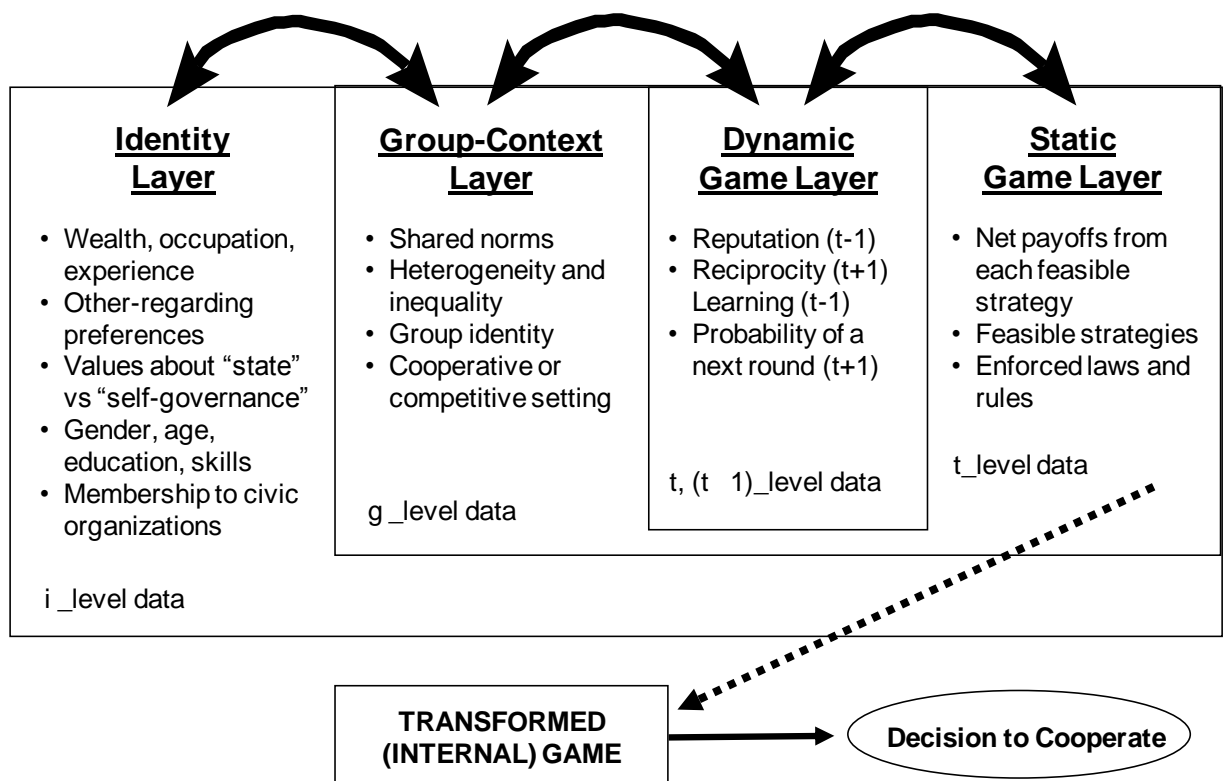 Identity
Layer
• Wealth, occupation,
experience
• Other-regarding
preferences
• Values about “state”
vs “self-governance”
• Gender, age,
education, skills
• Membership to civic
organizations
i _level data
Group-Context
Layer
• Shared norms
• Heterogeneity and
inequality
• Group identity
• Cooperative or
competitive setting
g _level data
Dynamic
Game Layer
• Reputation (t-1)
• Reciprocity (t+1)
Learning (t-1)
• Probability of a
next round (t+1)
t, (t 1)_level data
Static
Game Layer
• Net payoffs from
each feasible
strategy
• Feasible strategies
• Enforced laws and
rules
t_level data
TRANSFORMED
(INTERNAL) GAME
Decision to Cooperate